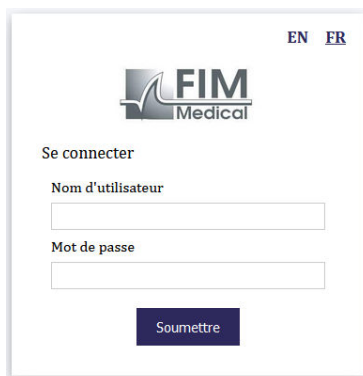 EN FR
FIM
Medical
Se connecter
Nom d'utilisateur
Mot de passe
Soumettre